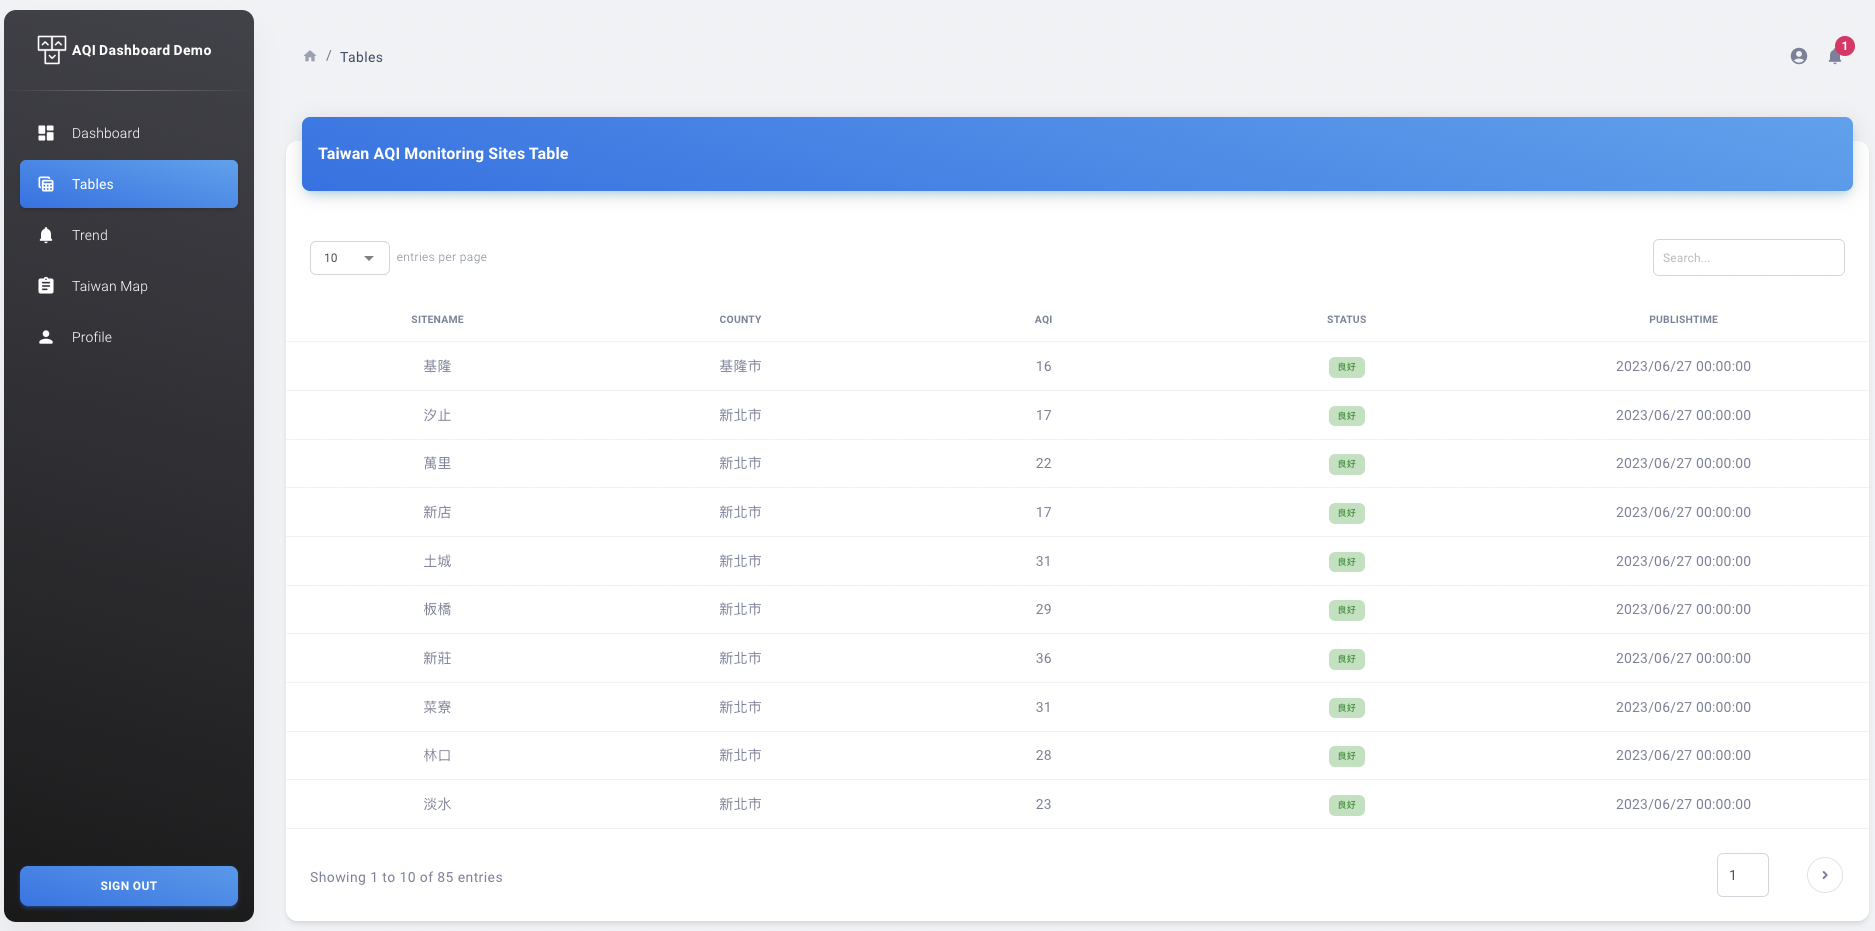 AQI Dashboard Demo
Dashboard
Tables
Trend
Taiwan Map
Profile
SIGN OUT
/ Tables
1
Taiwan AQI Monitoring Sites Table
10 entries per page
Search...
SITENAME COUNTY AQI STATUS PUBLISHTIME
基隆 基隆市 16 良好 2023/06/27 00:00:00
汐止 新北市 17 良好 2023/06/27 00:00:00
萬里 新北市 22 良好 2023/06/27 00:00:00
新店 新北市 17 良好 2023/06/27 00:00:00
土城 新北市 31 良好 2023/06/27 00:00:00
板橋 新北市 29 良好 2023/06/27 00:00:00
新莊 新北市 36 良好 2023/06/27 00:00:00
菜寮 新北市 31 良好 2023/06/27 00:00:00
林口 新北市 28 良好 2023/06/27 00:00:00
淡水 新北市 23 良好 2023/06/27 00:00:00
Showing 1 to 10 of 85 entries
1